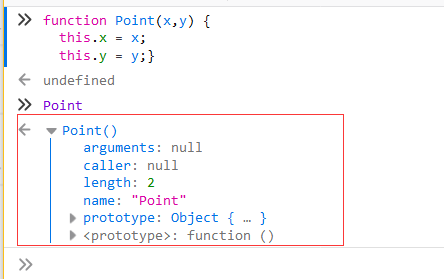 function Point(x,y) {
this.x = x;
this.y = y;}
undefined
Point
Point()
arguments: null
caller: null
length: 2
name: "Point"
prototype: Object { … }
<prototype>: function ()